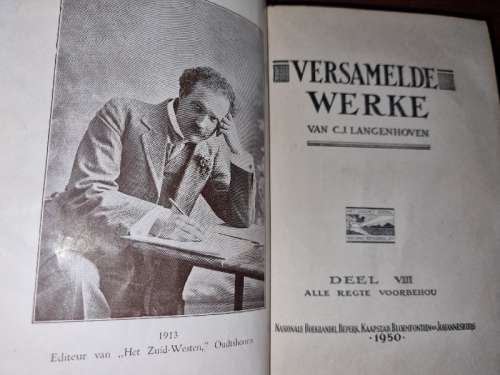 1913
Editeur van „Het Zuid-Westen,” Oudtshoorn
VERSAMELDE
WERKE
VAN C.J. LANGENHOVEN
DEEL VIII
ALLE REGTE VOORBEHOU
NASIONALE BOEKHANDEL BEPERK, KAAPSTAD, BLOEMFONTEIN EN JOHANNESBURG
· 1950 ·